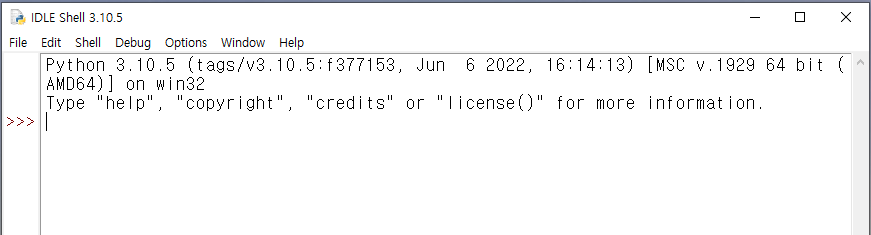 IDLE Shell 3.10.5
File Edit Shell Debug Options Window Help
Python 3.10.5 (tags/v3.10.5:f377153, Jun  6 2022, 16:14:13) [MSC v.1929 64 bit (
AMD64)] on win32
Type "help", "copyright", "credits" or "license()" for more information.
>>>